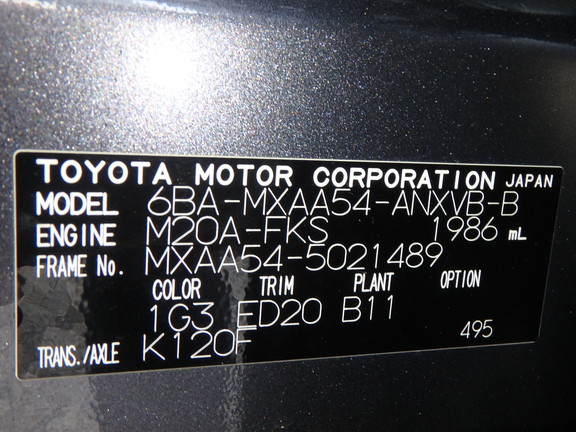 TOYOTA MOTOR CORPORATION JAPAN
MODEL 6BA-MXAA54-ANXVB-B
ENGINE M20A-FKS 1986 mL
FRAME No. MXAA54-5021489
COLOR TRIM PLANT OPTION
1G3 ED20 B11
TRANS./AXLE K120F 495